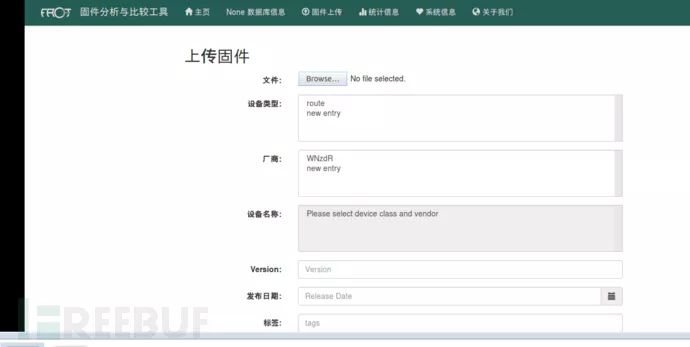 FACT 固件分析与比较工具 主页 None 数据库信息 固件上传 统计信息 系统信息 关于我们
上传固件
文件: Browse... No file selected.
设备类型: route
new entry
厂商: WNzdR
new entry
设备名称: Please select device class and vendor
Version: Version
发布日期: Release Date
标签: tags
FREEBUF